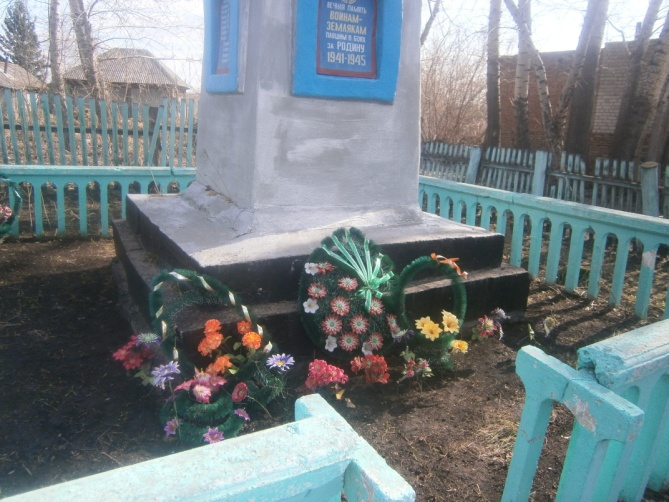 ВЕЧНАЯ ПАМЯТЬ
ВОИНАМ-
ЗЕМЛЯКАМ
ПАВШИМ В БОЯХ
ЗА РОДИНУ
1941-1945